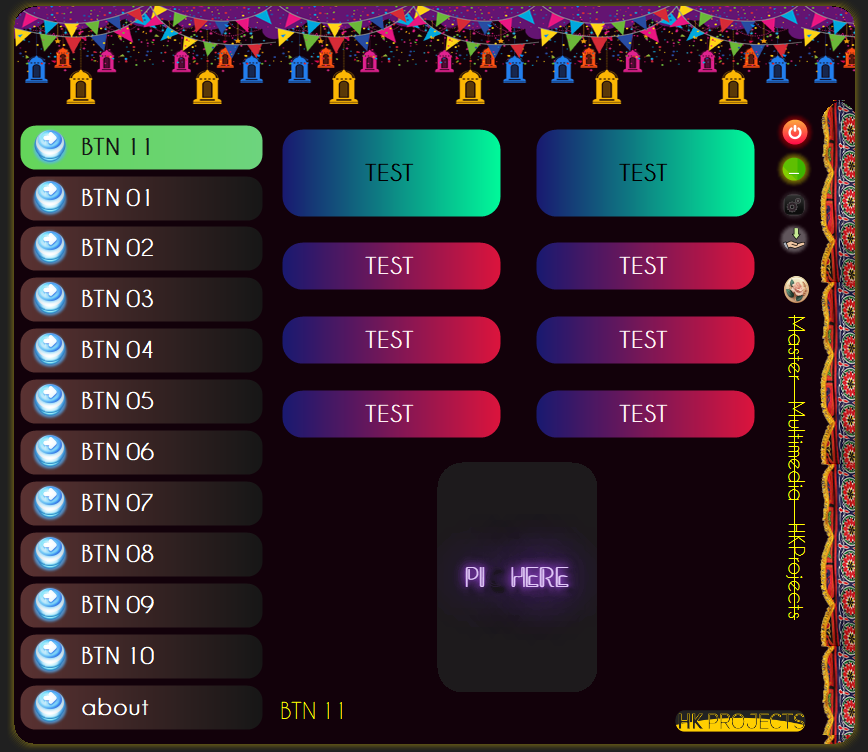 BTN 11
BTN 01
BTN 02
BTN 03
BTN 04
BTN 05
BTN 06
BTN 07
BTN 08
BTN 09
BTN 10
about
TEST TEST
TEST TEST
TEST TEST
TEST TEST
PIC HERE
BTN 11
Master Multimedia HKProjects
HK PROJECTS